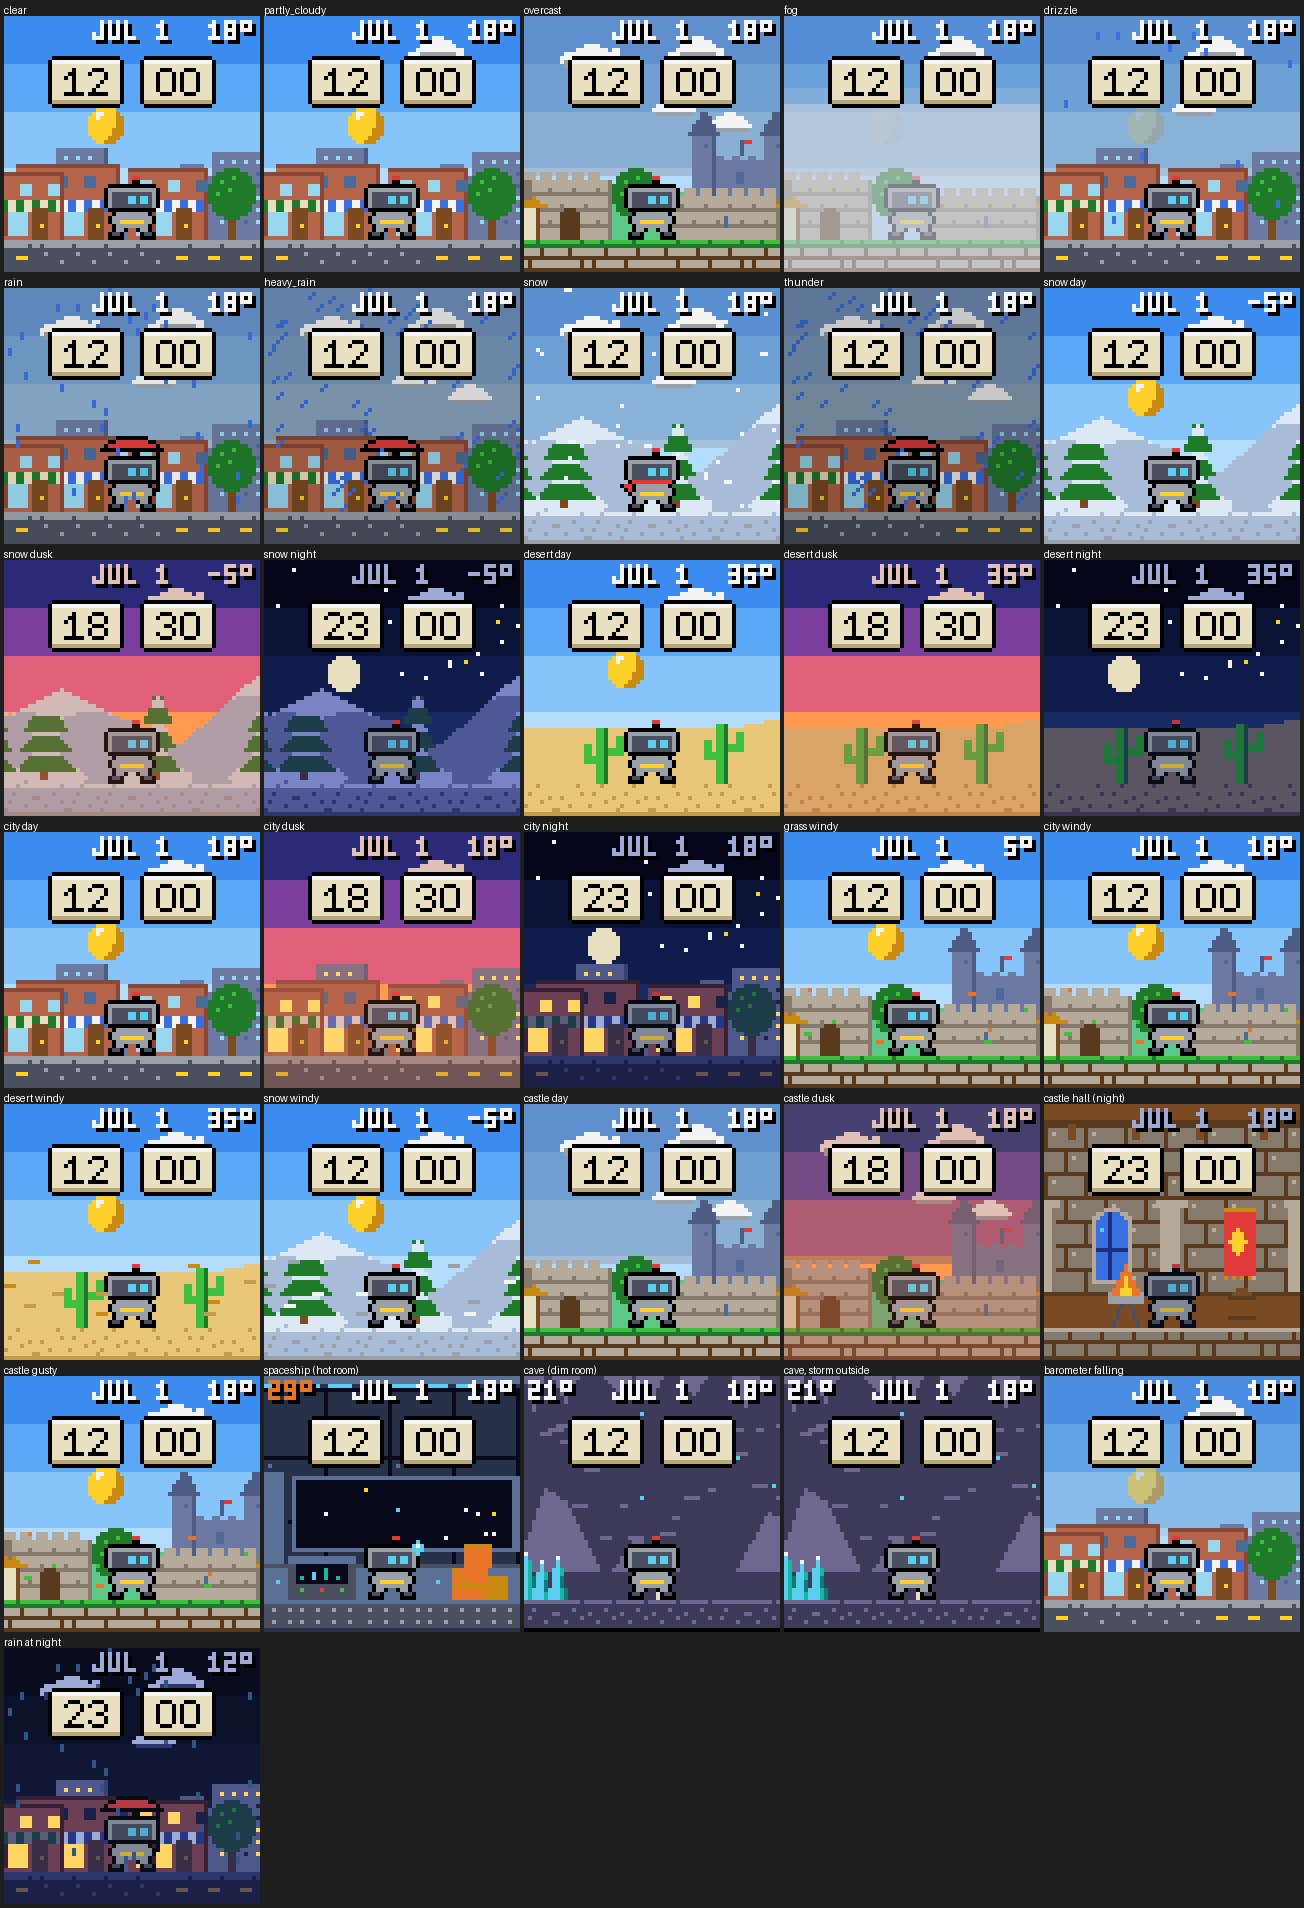 clear
JUL 1 18°
12 00
partly_cloudy
JUL 1 18°
12 00
overcast
JUL 1 18°
12 00
fog
JUL 1 18°
12 00
drizzle
JUL 1 18°
12 00
rain
JUL 1 18°
12 00
heavy_rain
JUL 1 18°
12 00
snow
JUL 1 18°
12 00
thunder
JUL 1 18°
12 00
snow day
JUL 1 -5°
12 00
snow dusk
JUL 1 -5°
18 30
snow night
JUL 1 -5°
23 00
desert day
JUL 1 35°
12 00
desert dusk
JUL 1 35°
18 30
desert night
JUL 1 35°
23 00
city day
JUL 1 18°
12 00
city dusk
JUL 1 18°
18 30
city night
JUL 1 18°
23 00
grass windy
JUL 1 5°
12 00
city windy
JUL 1 18°
12 00
desert windy
JUL 1 35°
12 00
snow windy
JUL 1 -5°
12 00
castle day
JUL 1 18°
12 00
castle dusk
JUL 1 18°
18 00
castle hall (night)
JUL 1 18°
23 00
castle gusty
JUL 1 18°
12 00
spaceship (hot room)
29° JUL 1 18°
12 00
cave (dim room)
21° JUL 1 18°
12 00
cave, storm outside
21° JUL 1 18°
12 00
barometer falling
JUL 1 18°
12 00
rain at night
JUL 1 12°
23 00